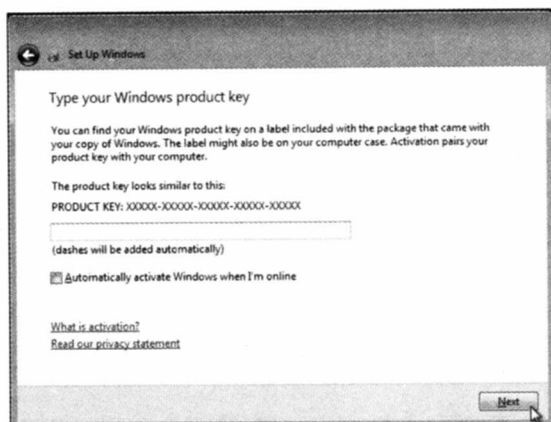 Set Up Windows
Type your Windows product key
You can find your Windows product key on a label included with the package that came with
your copy of Windows. The label might also be on your computer case. Activation pairs your
product key with your computer.
The product key looks similar to this:
PRODUCT KEY: XXXXX-XXXXX-XXXXX-XXXXX-XXXXX
(dashes will be added automatically)
Automatically activate Windows when I'm online
What is activation?
Read our privacy statement
Next